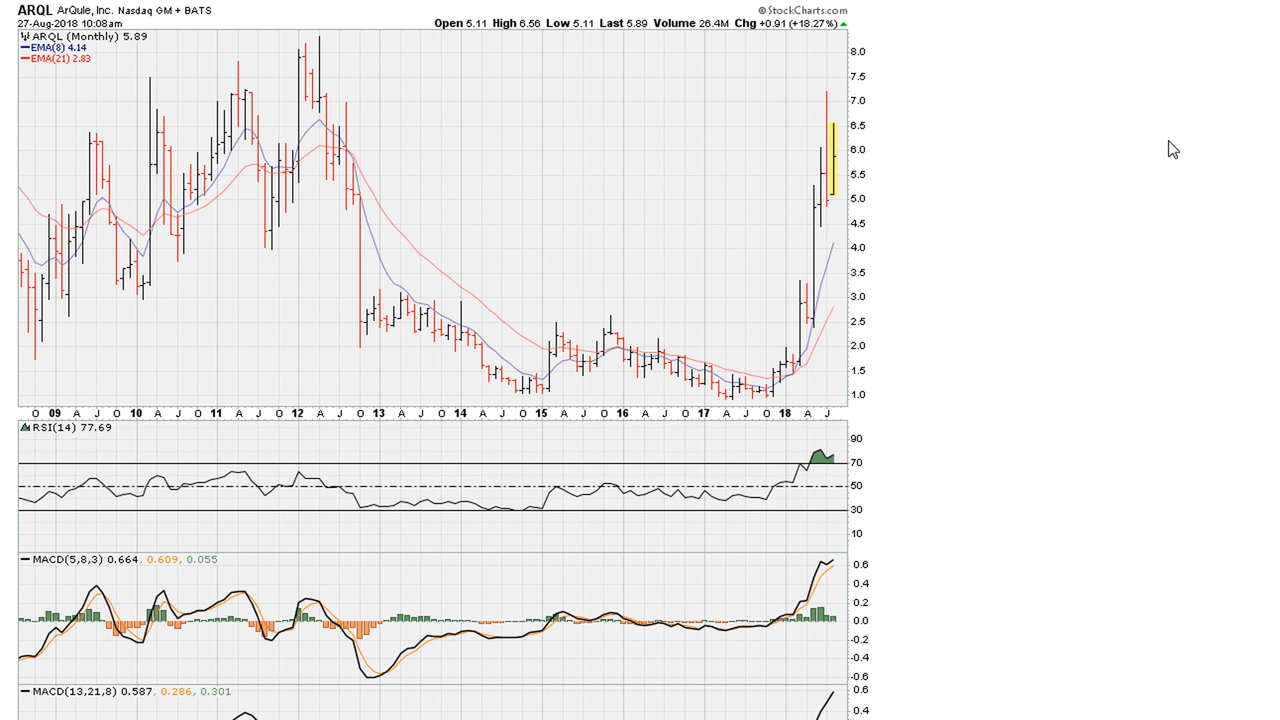 ARQL ArQule, Inc. Nasdaq GM + BATS
© StockCharts.com
27-Aug-2018 10:08am
Open 5.11 High 6.56 Low 5.11 Last 5.89 Volume 26.4M Chg +0.91 (+18.27%)
ARQL (Monthly) 5.89
EMA(8) 4.14
EMA(21) 2.83
8.0
7.5
7.0
6.5
6.0
5.5
5.0
4.5
4.0
3.5
3.0
2.5
2.0
1.5
1.0
O 09 A J O 10 A J O 11 A J O 12 A J O 13 A J O 14 A J O 15 A J O 16 A J O 17 A J O 18 A J
RSI(14) 77.69
90
70
50
30
10
MACD(5,8,3) 0.664, 0.609, 0.055
0.6
0.4
0.2
0.0
-0.2
-0.4
-0.6
MACD(13,21,8) 0.587, 0.286, 0.301
0.6
0.4